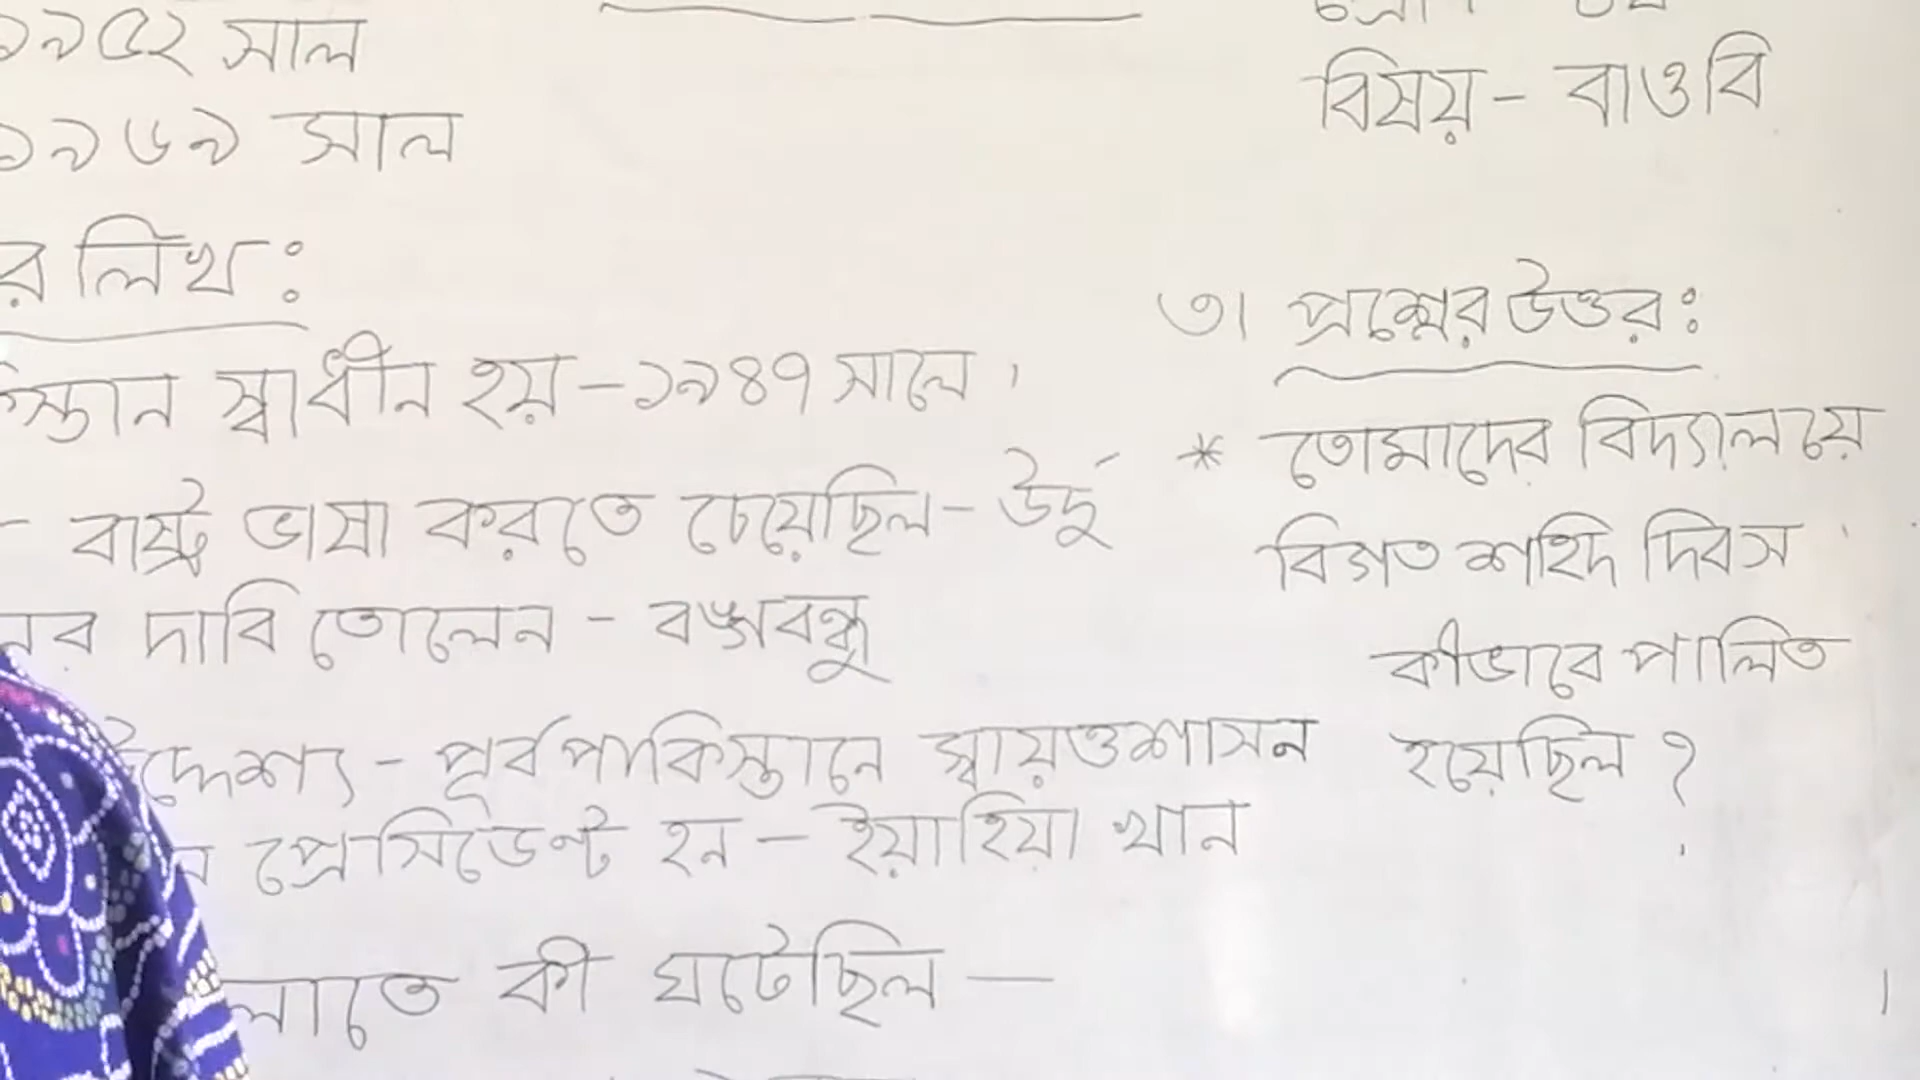 ১৯৫২ সাল
১৯৬৯ সাল
র লিখ:
স্তান স্বাধীন হয় – ১৯৪৭ সালে।
- রাষ্ট্র ভাষা করতে চেয়েছিল – উর্দু
নের দাবি তোলেন – বঙ্গবন্ধু
উদ্দেশ্য – পূর্ব পাকিস্তানে স্বায়ত্তশাসন
ন প্রেসিডেন্ট হন – ইয়াহিয়া খান
লাতে কী ঘটেছিল —
বিষয় – বাওবি
৩। প্রশ্নের উত্তর:
* তোমাদের বিদ্যালয়ে
বিগত শহিদ দিবস
কীভাবে পালিত
হয়েছিল?